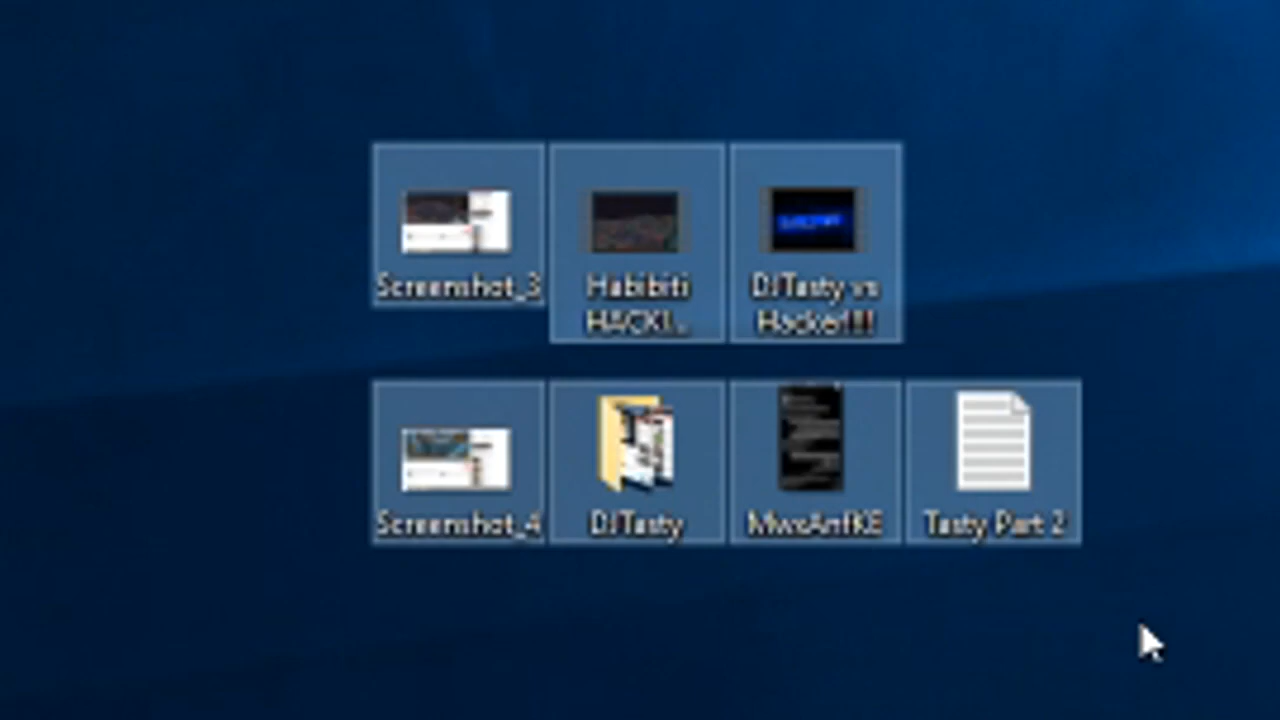 Screenshot_3
Habibiti
HACKI...
DJTasty vs
Hacker!!!!
Screenshot_4
DJTasty
Tasty Part 2